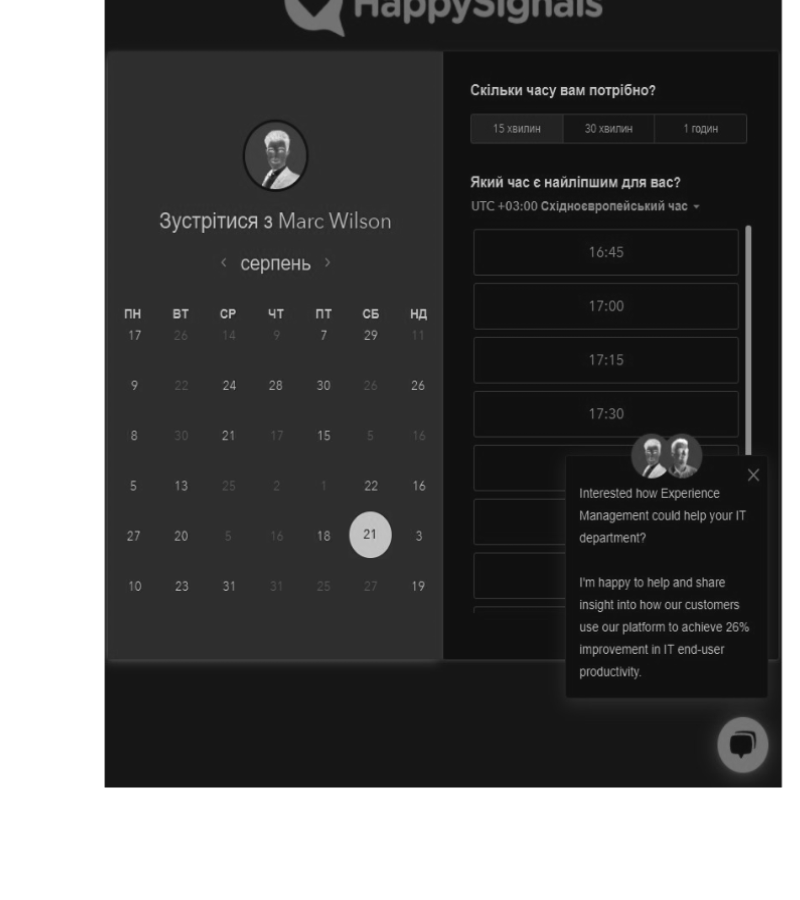 HappySignals
Зустрітися з Marc Wilson
‹ серпень ›
ПН ВТ СР ЧТ ПТ СБ НД
17 26 14 9 7 29 11
9 22 24 28 30 26 26
8 30 21 17 15 5 16
5 13 25 2 1 22 16
27 20 5 16 18 21 3
10 23 31 31 25 27 19
Скільки часу вам потрібно?
15 хвилин 30 хвилин 1 годин
Який час є найліпшим для вас?
UTC +03:00 Східноєвропейський час
16:45
17:00
17:15
17:30
Interested how Experience
Management could help your IT
department?
I'm happy to help and share
insight into how our customers
use our platform to achieve 26%
improvement in IT end-user
productivity.